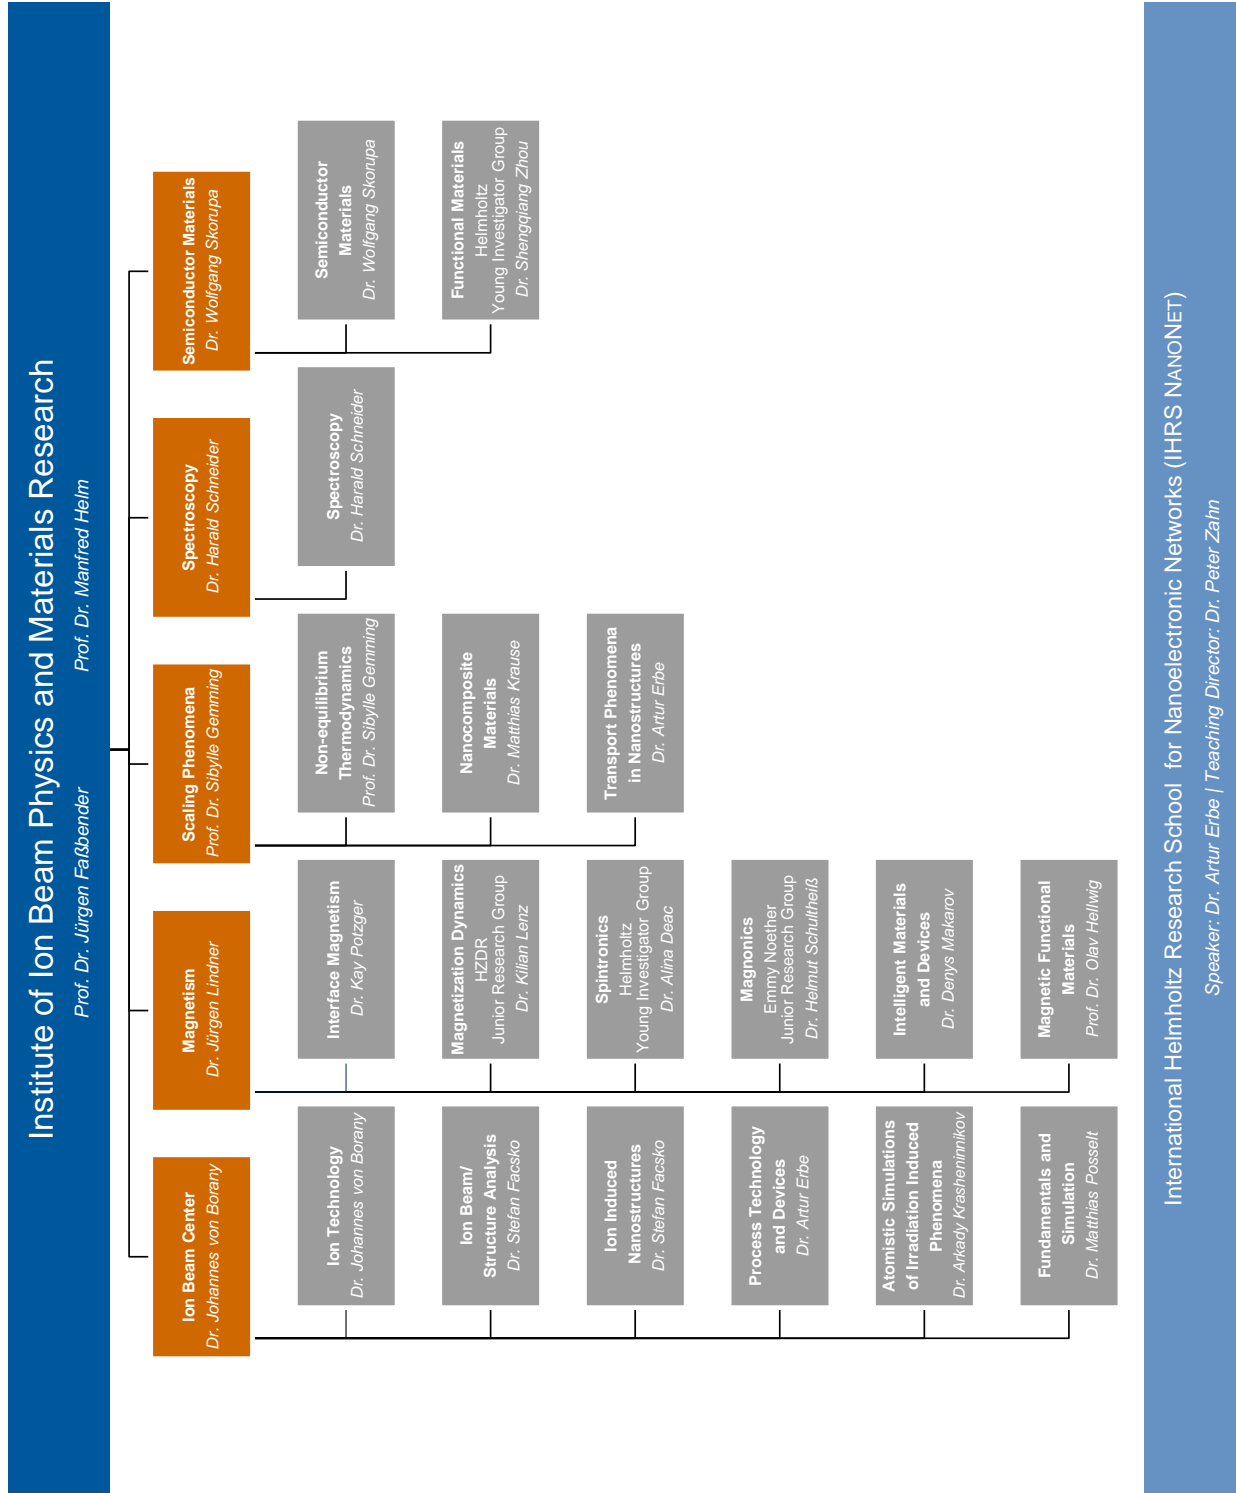 Institute of Ion Beam Physics and Materials Research
Prof. Dr. Jürgen Faßbender
Prof. Dr. Manfred Helm
Ion Beam Center
Dr. Johannes von Borany
Ion Technology
Dr. Johannes von Borany
Ion Beam/
Structure Analysis
Dr. Stefan Facsko
Ion Induced
Nanostructures
Dr. Stefan Facsko
Process Technology
and Devices
Dr. Artur Erbe
Atomistic Simulations
of Irradiation Induced
Phenomena
Dr. Arkady Krasheninnikov
Fundamentals and
Simulation
Dr. Matthias Posselt
Magnetism
Dr. Jürgen Lindner
Interface Magnetism
Dr. Kay Potzger
Magnetization Dynamics
HZDR
Junior Research Group
Dr. Kilian Lenz
Spintronics
Helmholtz
Young Investigator Group
Dr. Alina Deac
Magnonics
Emmy Noether
Junior Research Group
Dr. Helmut Schultheiß
Intelligent Materials
and Devices
Dr. Denys Makarov
Magnetic Functional
Materials
Prof. Dr. Olav Hellwig
Scaling Phenomena
Prof. Dr. Sibylle Gemming
Non-equilibrium
Thermodynamics
Prof. Dr. Sibylle Gemming
Nanocomposite
Materials
Dr. Matthias Krause
Transport Phenomena
in Nanostructures
Dr. Artur Erbe
Spectroscopy
Dr. Harald Schneider
Spectroscopy
Dr. Harald Schneider
Semiconductor Materials
Dr. Wolfgang Skorupa
Semiconductor
Materials
Dr. Wolfgang Skorupa
Functional Materials
Helmholtz
Young Investigator Group
Dr. Shengqiang Zhou
International Helmholtz Research School for Nanoelectronic Networks (IHRS NANONET)
Speaker: Dr. Artur Erbe | Teaching Director: Dr. Peter Zahn